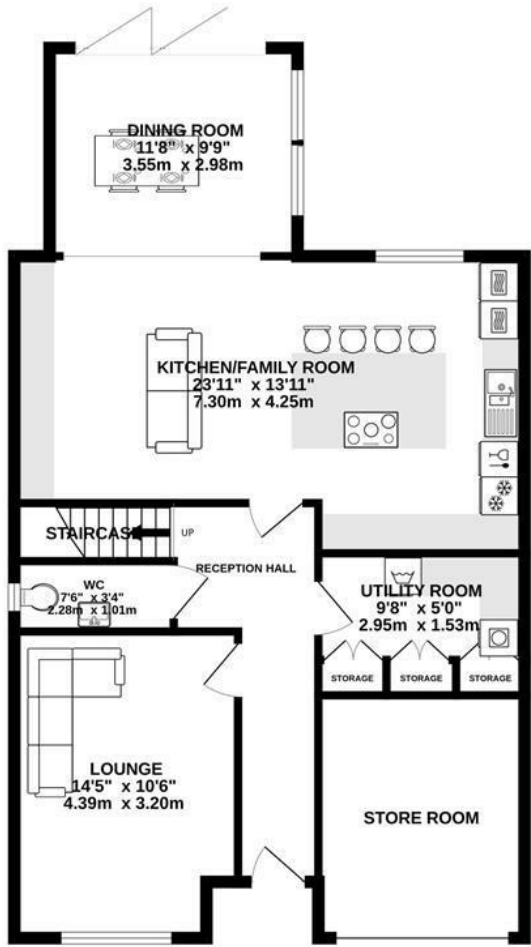 DINING ROOM
11'8" x 9'9"
3.55m x 2.98m
KITCHEN/FAMILY ROOM
23'11" x 13'11"
7.30m x 4.25m
STAIRCASE
UP
RECEPTION HALL
WC
7'6" x 3'4"
2.28m x 1.01m
UTILITY ROOM
9'8" x 5'0"
2.95m x 1.53m
STORAGE
STORAGE
STORAGE
LOUNGE
14'5" x 10'6"
4.39m x 3.20m
STORE ROOM